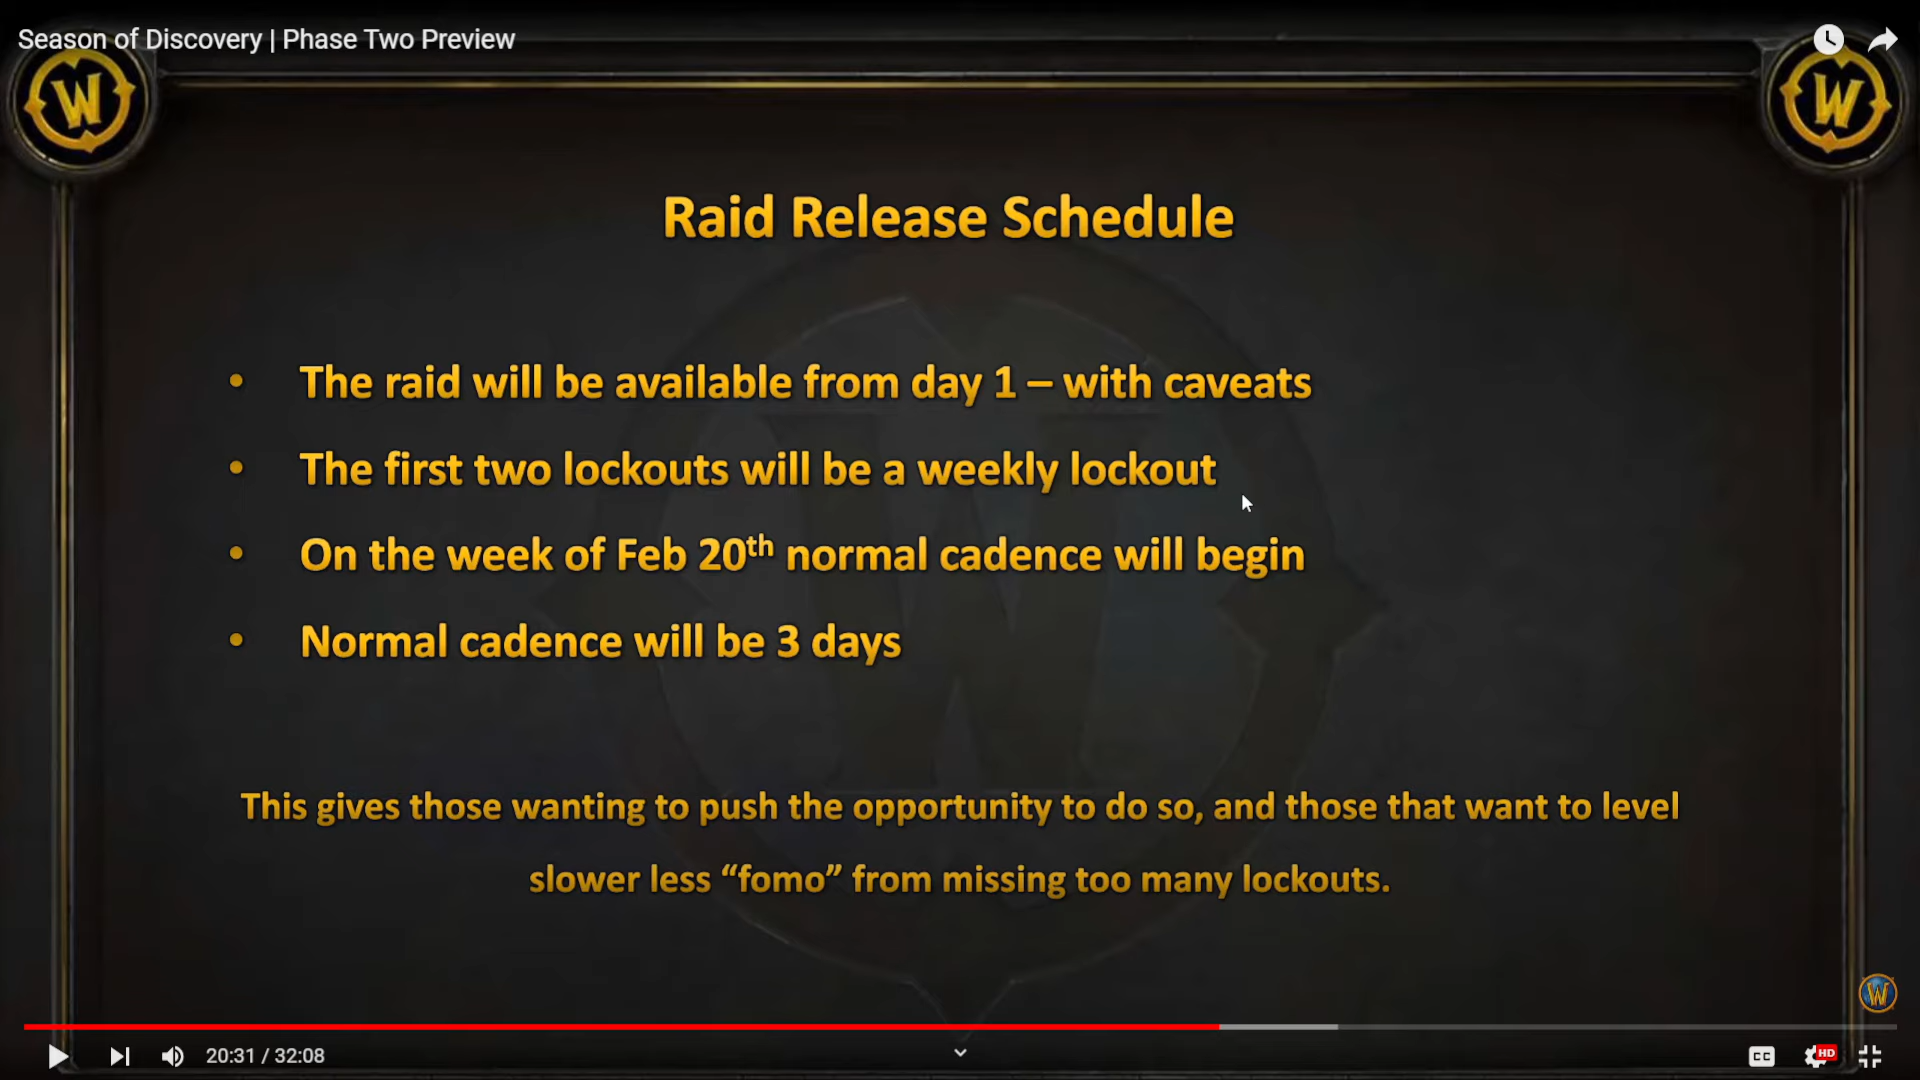 Season of Discovery | Phase Two Preview
Raid Release Schedule
• The raid will be available from day 1 – with caveats
• The first two lockouts will be a weekly lockout
• On the week of Feb 20th normal cadence will begin
• Normal cadence will be 3 days
This gives those wanting to push the opportunity to do so, and those that want to level
slower less “fomo” from missing too many lockouts.
20:31 / 32:08
CC
HD